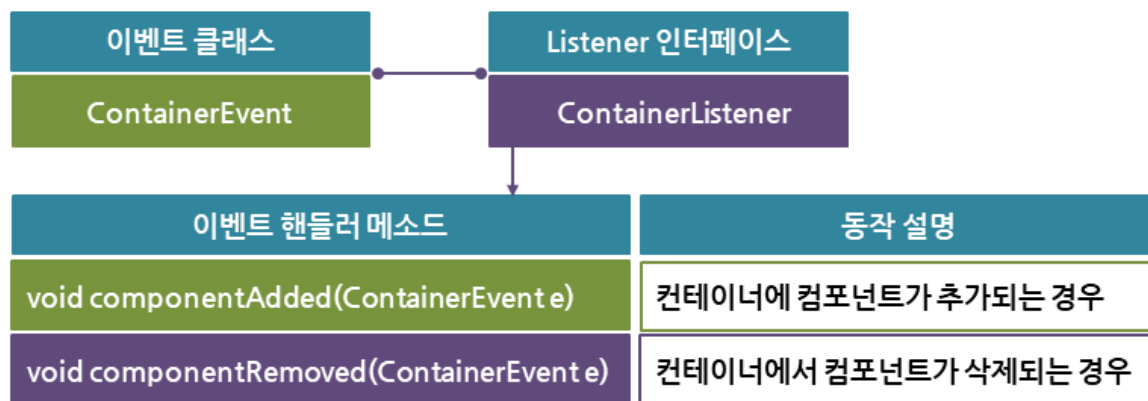 이벤트 클래스
Listener 인터페이스
ContainerEvent
ContainerListener
이벤트 핸들러 메소드
동작 설명
void componentAdded(ContainerEvent e)
컨테이너에 컴포넌트가 추가되는 경우
void componentRemoved(ContainerEvent e)
컨테이너에서 컴포넌트가 삭제되는 경우